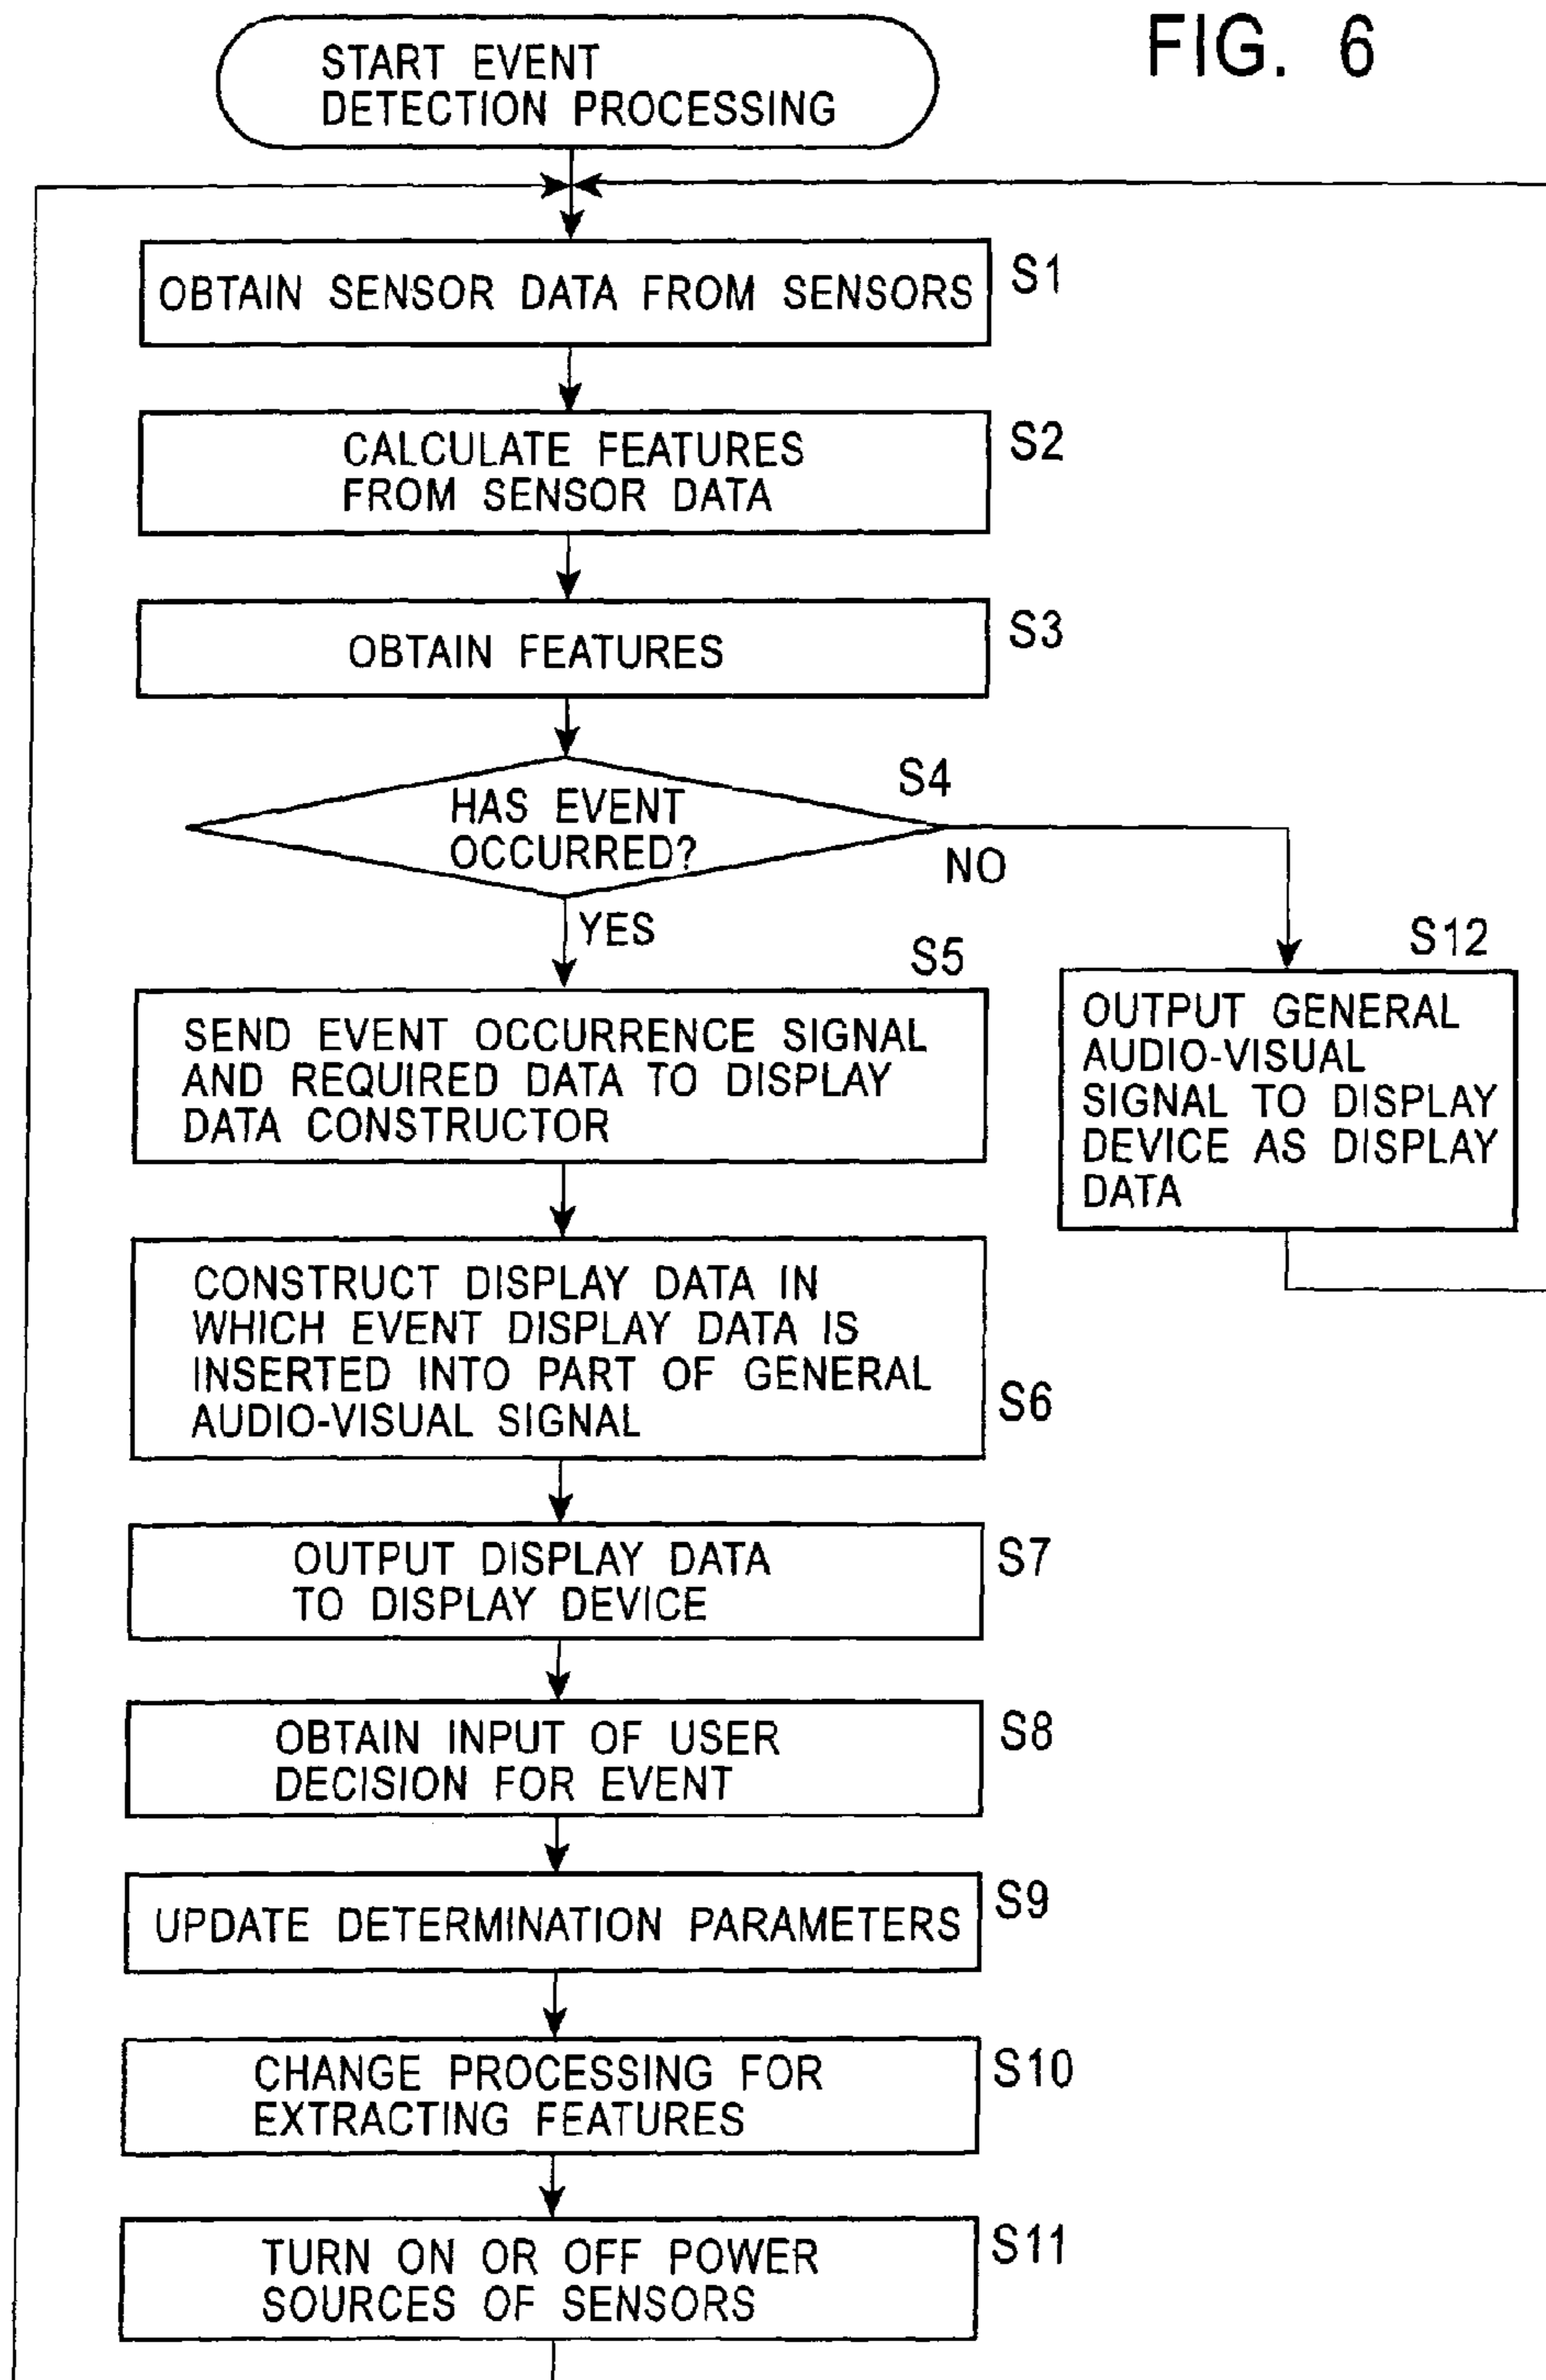 FIG. 6
START EVENT
DETECTION PROCESSING
OBTAIN SENSOR DATA FROM SENSORS
S1
CALCULATE FEATURES
FROM SENSOR DATA
S2
OBTAIN FEATURES
S3
HAS EVENT
OCCURRED?
S4
NO
YES
S5
SEND EVENT OCCURRENCE SIGNAL
AND REQUIRED DATA TO DISPLAY
DATA CONSTRUCTOR
S12
OUTPUT GENERAL
AUDIO-VISUAL
SIGNAL TO DISPLAY
DEVICE AS DISPLAY
DATA
CONSTRUCT DISPLAY DATA IN
WHICH EVENT DISPLAY DATA IS
INSERTED INTO PART OF GENERAL
AUDIO-VISUAL SIGNAL
S6
OUTPUT DISPLAY DATA
TO DISPLAY DEVICE
S7
OBTAIN INPUT OF USER
DECISION FOR EVENT
S8
UPDATE DETERMINATION PARAMETERS
S9
CHANGE PROCESSING FOR
EXTRACTING FEATURES
S10
TURN ON OR OFF POWER
SOURCES OF SENSORS
S11